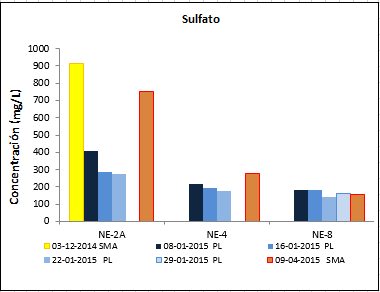 Sulfato
Concentración (mg/L)
1000
900
800
700
600
500
400
300
200
100
0
NE-2A NE-4 NE-8
03-12-2014 SMA 08-01-2015 PL 16-01-2015 PL
22-01-2015 PL 29-01-2015 PL 09-04-2015 SMA